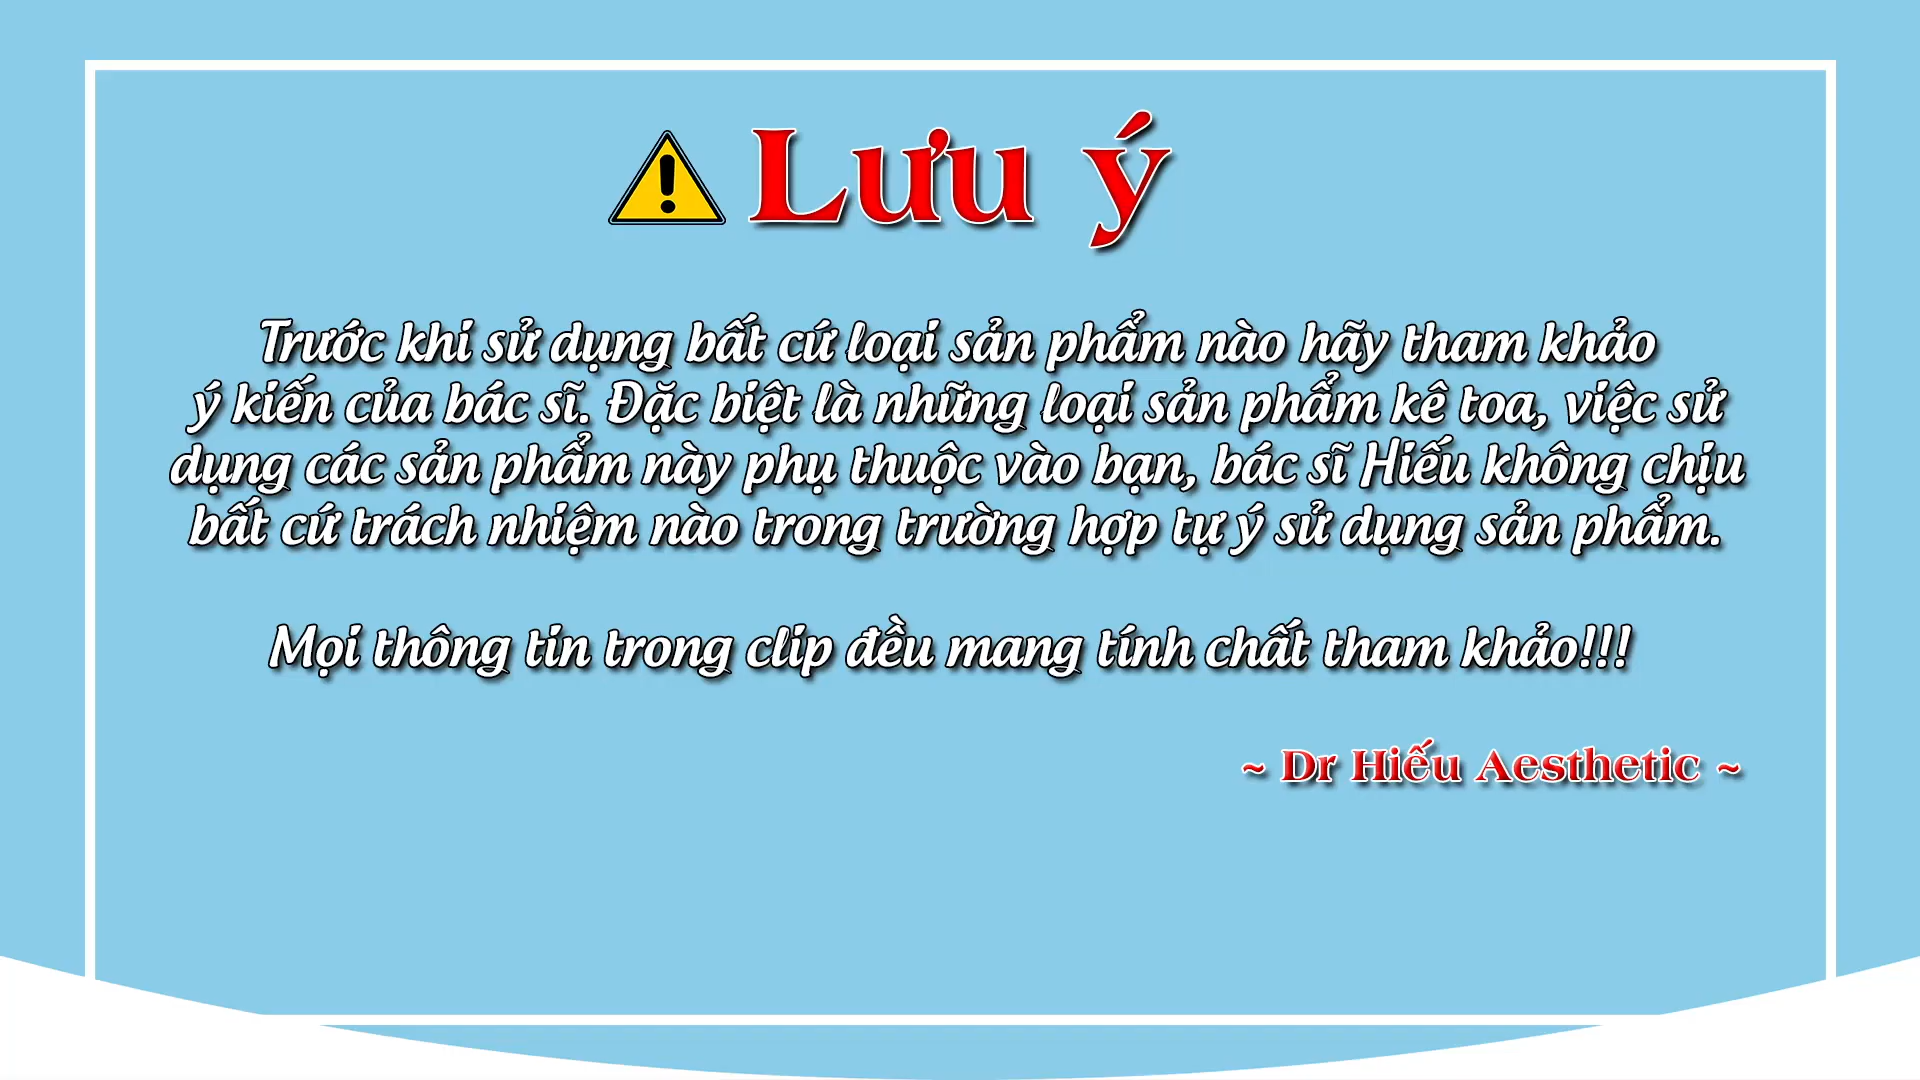 Lưu ý
Trước khi sử dụng bất cứ loại sản phẩm nào hãy tham khảo
ý kiến của bác sĩ. Đặc biệt là những loại sản phẩm kê toa, việc sử
dụng các sản phẩm này phụ thuộc vào bạn, bác sĩ Hiếu không chịu
bất cứ trách nhiệm nào trong trường hợp tự ý sử dụng sản phẩm.
Mọi thông tin trong clip đều mang tính chất tham khảo!!!
~ Dr Hiếu Aesthetic ~